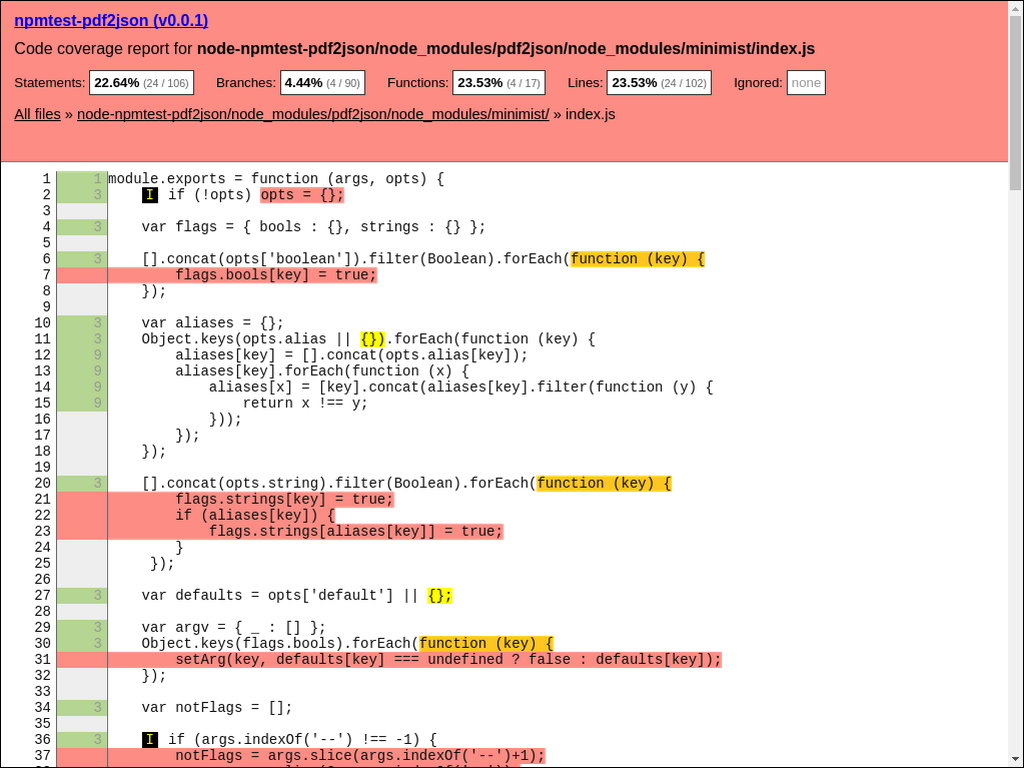 npmtest-pdf2json (v0.0.1)
Code coverage report for node-npmtest-pdf2json/node_modules/pdf2json/node_modules/minimist/index.js
Statements: 22.64% (24 / 106) Branches: 4.44% (4 / 90) Functions: 23.53% (4 / 17) Lines: 23.53% (24 / 102) Ignored: none
All files » node-npmtest-pdf2json/node_modules/pdf2json/node_modules/minimist/ » index.js
1 1 module.exports = function (args, opts) {
2 3 I if (!opts) opts = {};
3
4 3 var flags = { bools : {}, strings : {} };
5
6 3 [].concat(opts['boolean']).filter(Boolean).forEach(function (key) {
7 flags.bools[key] = true;
8 });
9
10 3 var aliases = {};
11 3 Object.keys(opts.alias || {}).forEach(function (key) {
12 9 aliases[key] = [].concat(opts.alias[key]);
13 9 aliases[key].forEach(function (x) {
14 9 aliases[x] = [key].concat(aliases[key].filter(function (y) {
15 9 return x !== y;
16 }));
17 });
18 });
19
20 3 [].concat(opts.string).filter(Boolean).forEach(function (key) {
21 flags.strings[key] = true;
22 if (aliases[key]) {
23 flags.strings[aliases[key]] = true;
24 }
25 });
26
27 3 var defaults = opts['default'] || {};
28
29 3 var argv = { _ : [] };
30 3 Object.keys(flags.bools).forEach(function (key) {
31 setArg(key, defaults[key] === undefined ? false : defaults[key]);
32 });
33
34 3 var notFlags = [];
35
36 3 I if (args.indexOf('--') !== -1) {
37 notFlags = args.slice(args.indexOf('--')+1);